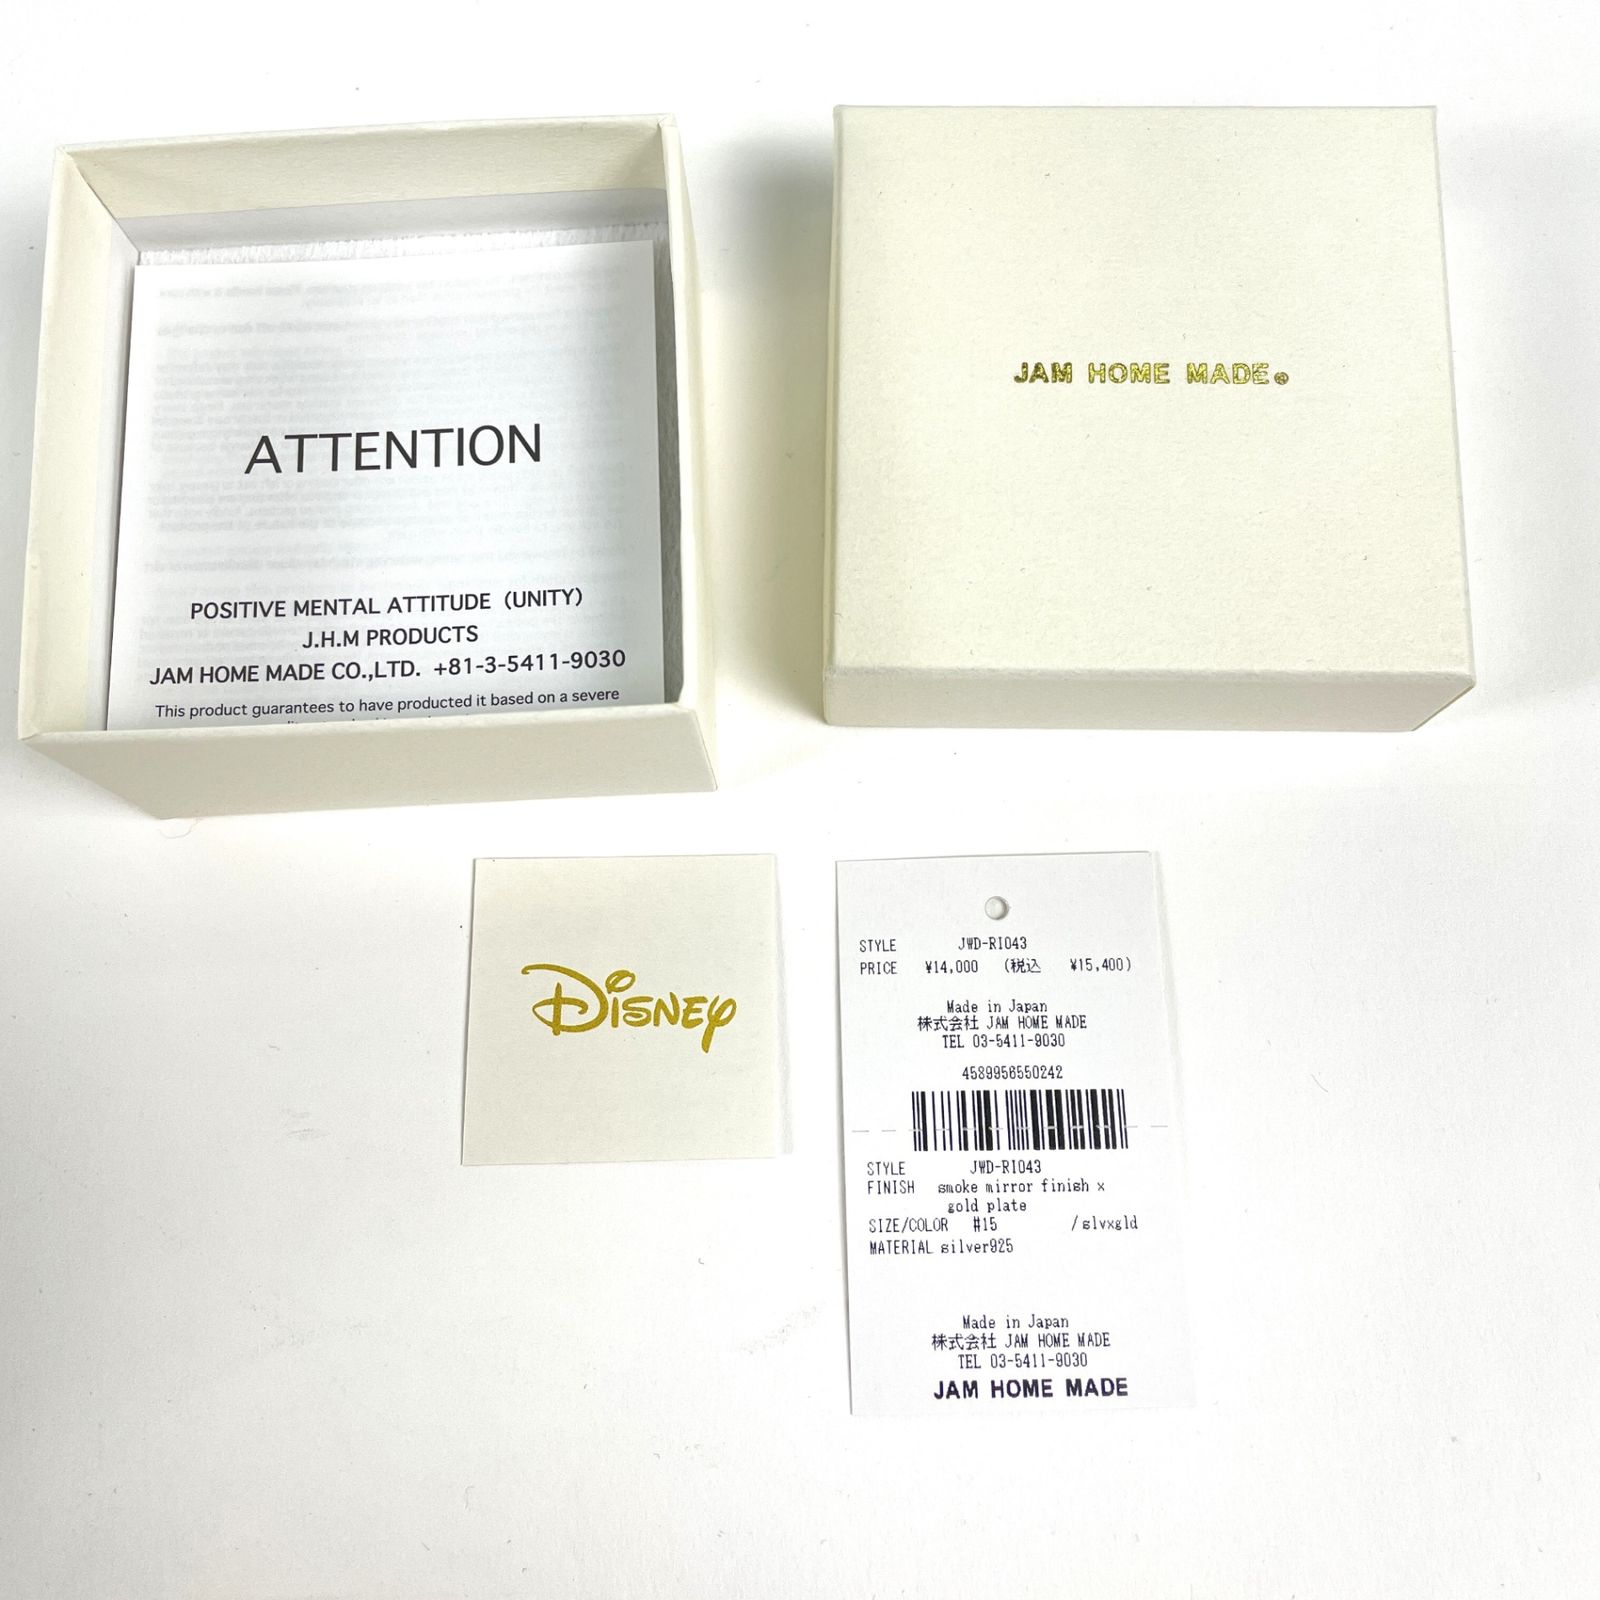 ATTENTION
POSITIVE MENTAL ATTITUDE (UNITY)
J.H.M PRODUCTS
JAM HOME MADE CO.,LTD. +81-3-5411-9030
This product guarantees to have producted it based on a severe
JAM HOME MADE®
Disney
STYLE JWD-RI043
PRICE ¥14,000 (税込 ¥15,400)
Made in Japan
株式会社 JAM HOME MADE
TEL 03-5411-9030
4589956550242
STYLE JWD-RI043
FINISH smoke mirror finish x
gold plate
SIZE/COLOR #15 /slvxgld
MATERIAL silver925
Made in Japan
株式会社 JAM HOME MADE
TEL 03-5411-9030
JAM HOME MADE